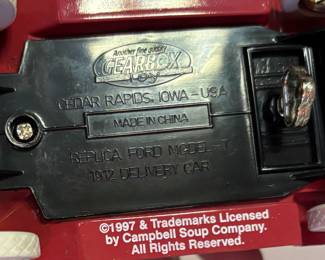 Another fine quality
GEARBOX
TOY
CEDAR RAPIDS, IOWA - USA
MADE IN CHINA
REPLICA FORD MODEL-T
1912 DELIVERY CAR
©1997 & Trademarks Licensed
by Campbell Soup Company.
All Rights Reserved.